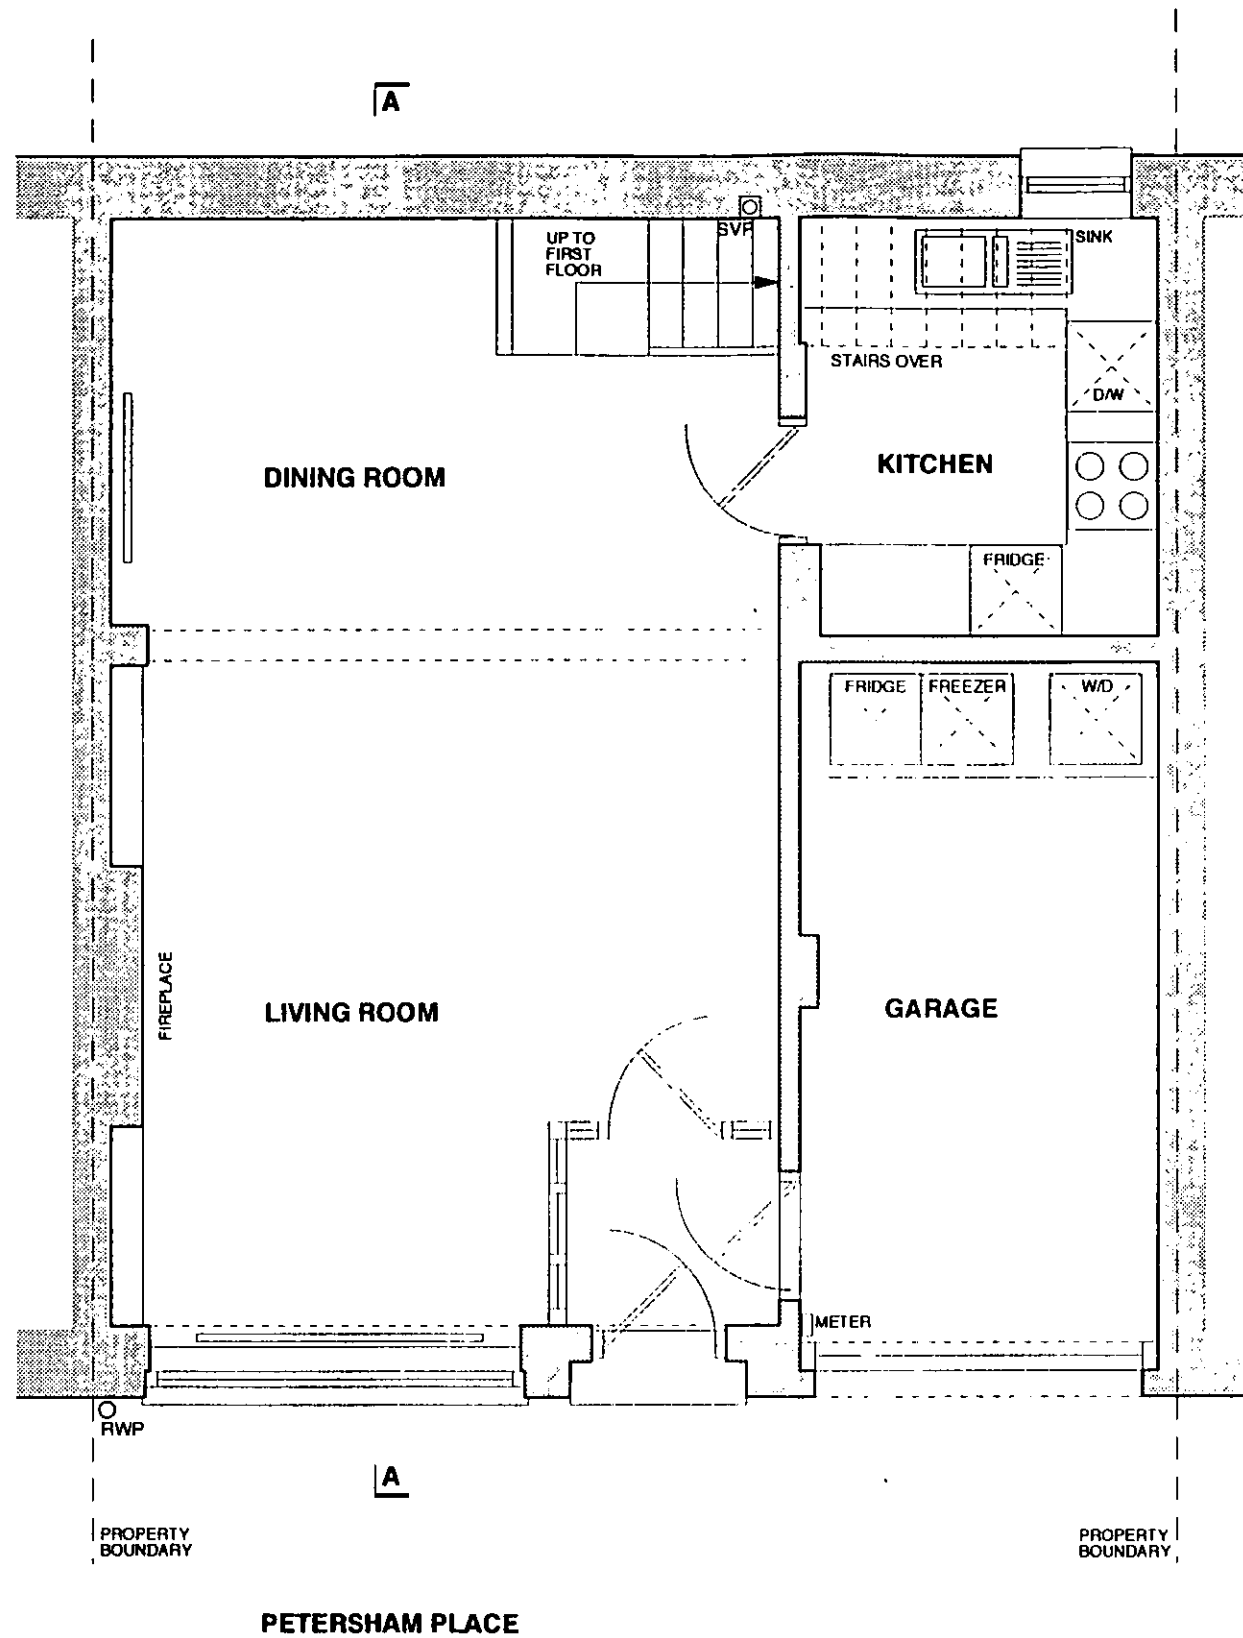 A
UP TO
FIRST
FLOOR
SVP
SINK
STAIRS OVER
D/W
DINING ROOM
KITCHEN
FRIDGE
FRIDGE
FREEZER
W/D
FIREPLACE
LIVING ROOM
GARAGE
METER
RWP
A
PROPERTY
BOUNDARY
PROPERTY
BOUNDARY
PETERSHAM PLACE